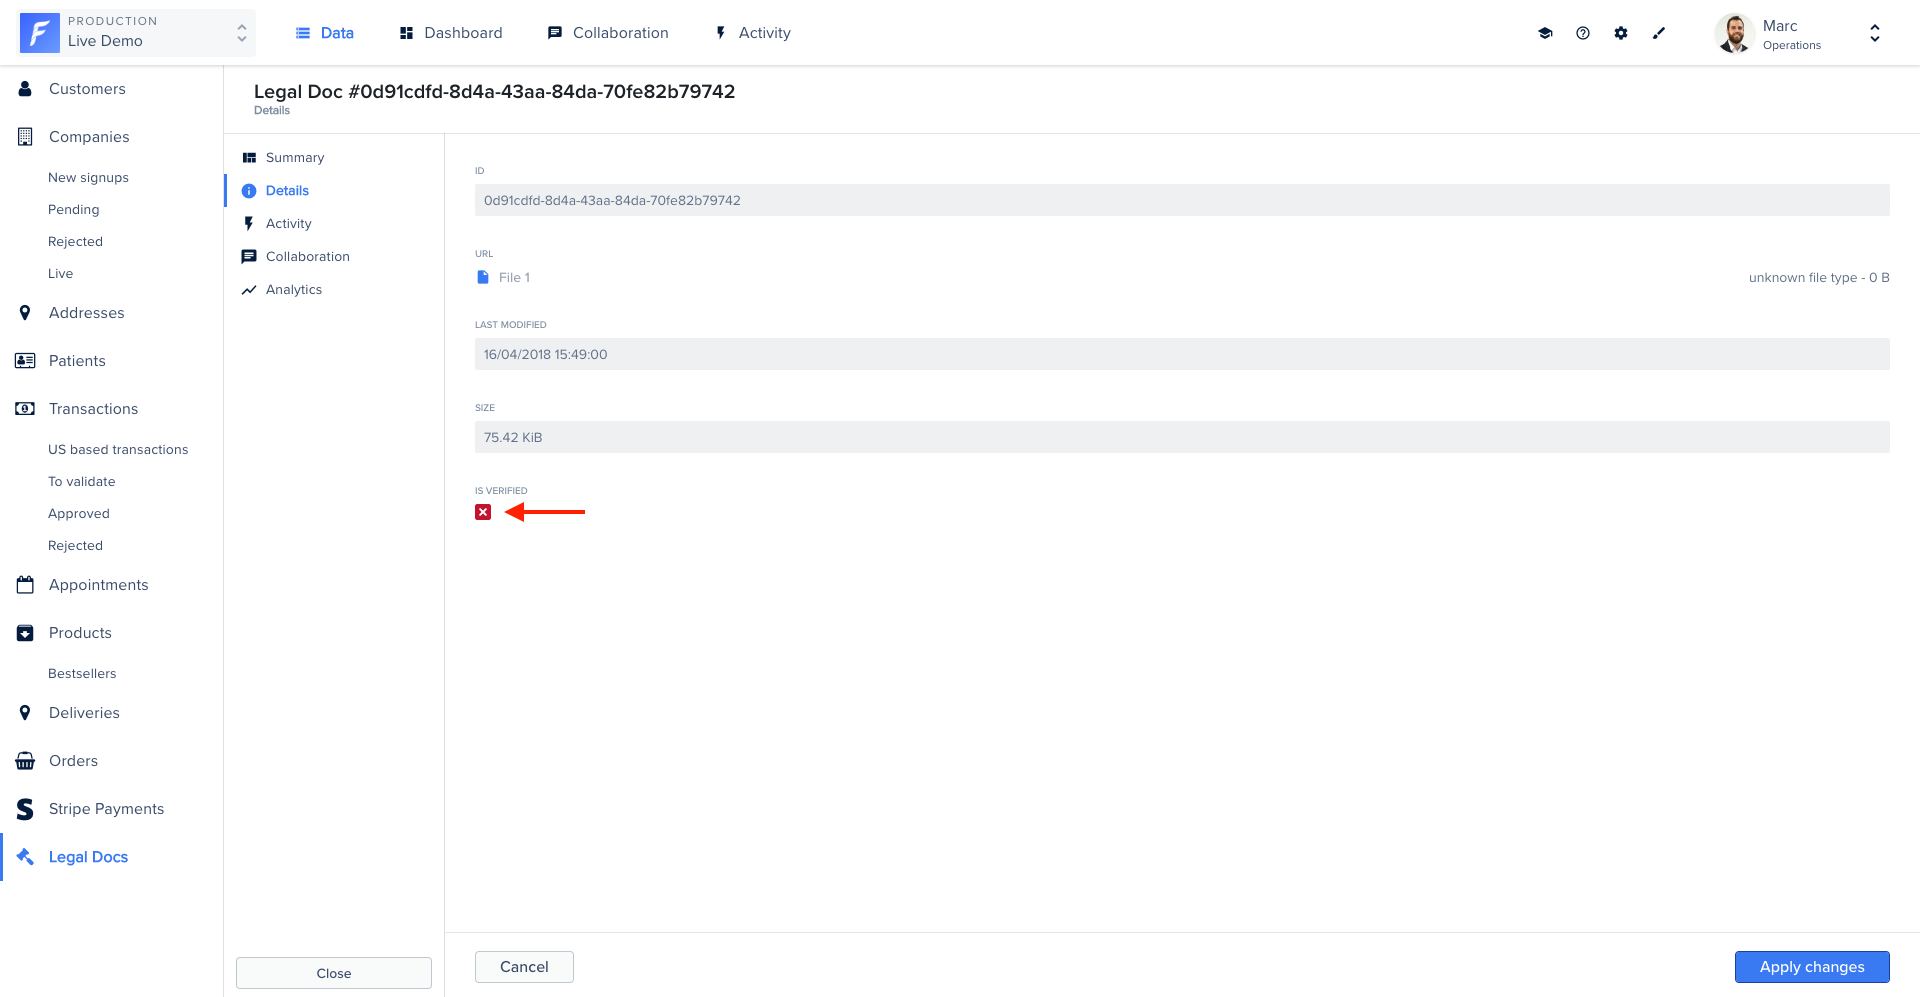 PRODUCTION
Live Demo
Data
Dashboard
Collaboration
Activity
Marc
Operations
Customers
Companies
New signups
Pending
Rejected
Live
Addresses
Patients
Transactions
US based transactions
To validate
Approved
Rejected
Appointments
Products
Bestsellers
Deliveries
Orders
Stripe Payments
Legal Docs
Legal Doc #0d91cdfd-8d4a-43aa-84da-70fe82b79742
Details
Summary
Details
Activity
Collaboration
Analytics
Close
ID
0d91cdfd-8d4a-43aa-84da-70fe82b79742
URL
File 1
unknown file type - 0 B
LAST MODIFIED
16/04/2018 15:49:00
SIZE
75.42 KiB
IS VERIFIED
Cancel
Apply changes